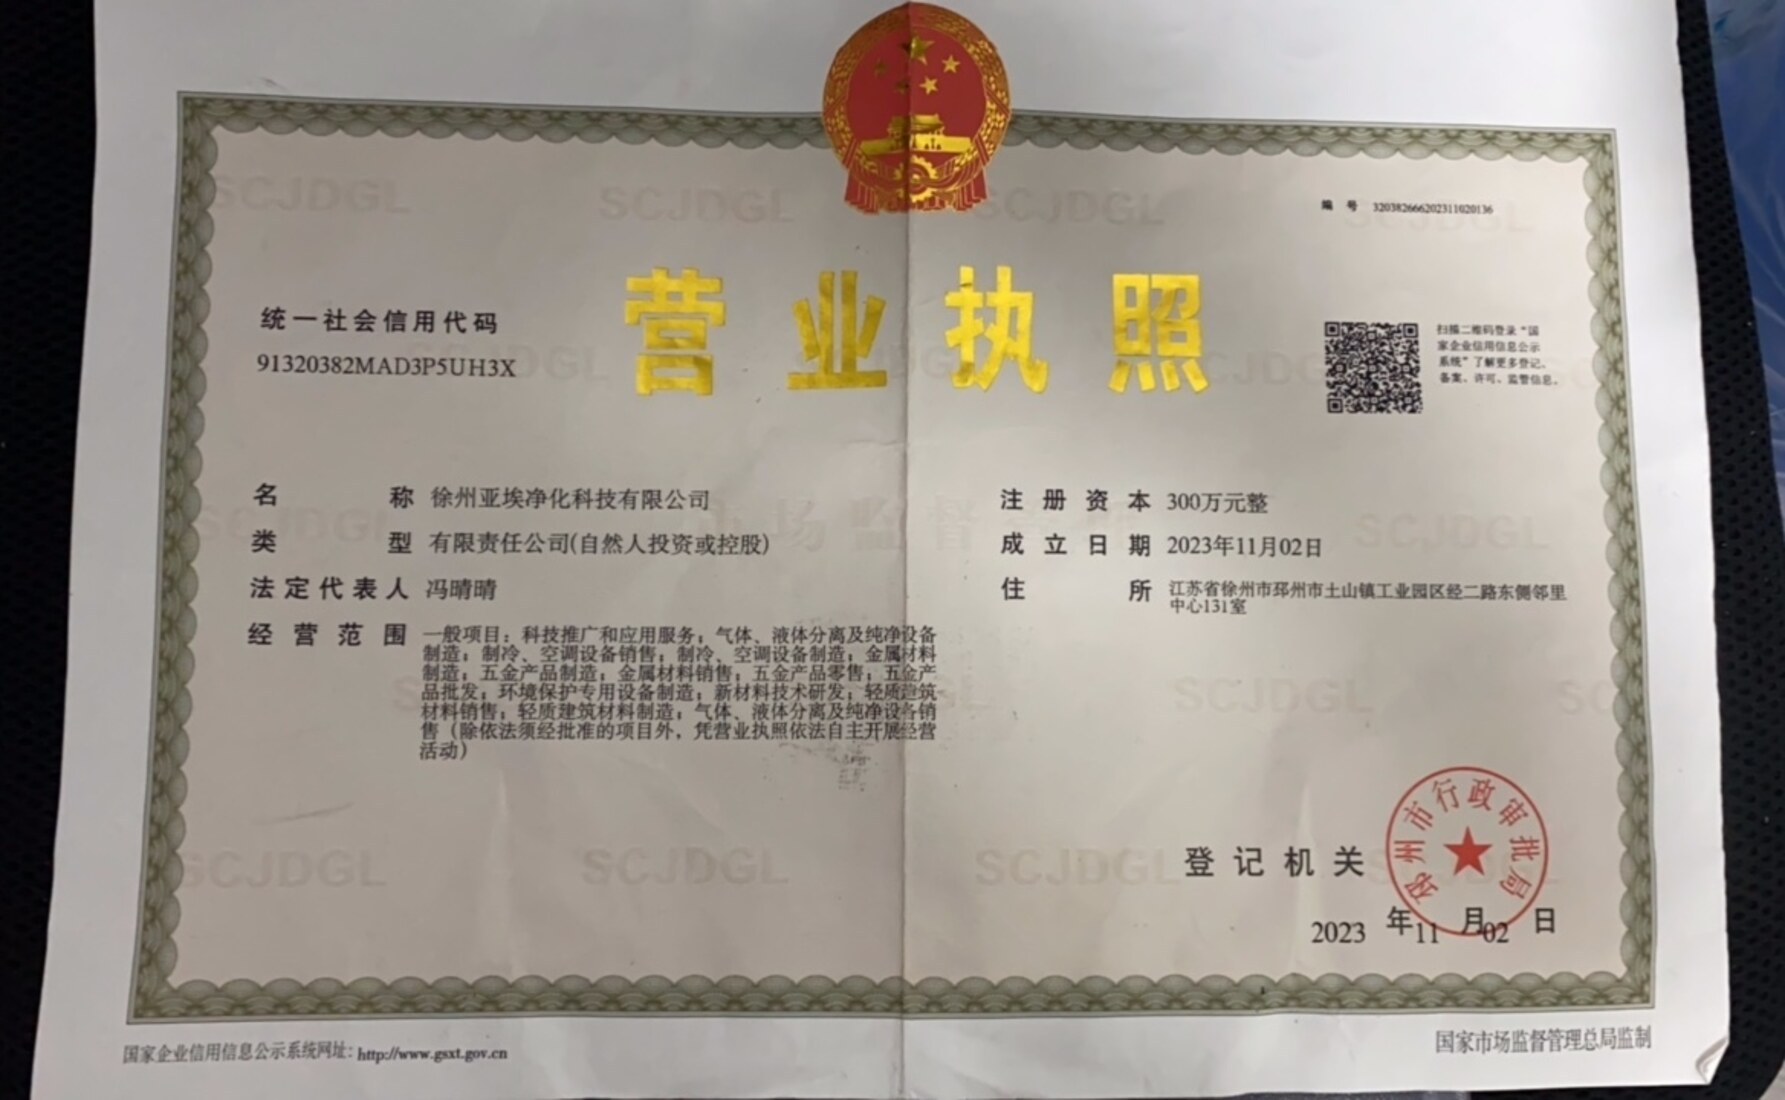 编 号 320382666202311020136
营业执照
统一社会信用代码
91320382MAD3P5UH3X
扫描二维码登录“国
家企业信用信息公示
系统”了解更多登记、
备案、许可、监管信息。
名 称 徐州亚埃净化科技有限公司
类 型 有限责任公司(自然人投资或控股)
法定代表人 冯晴晴
经营范围 一般项目：科技推广和应用服务；气体、液体分离及纯净设备
制造；制冷、空调设备销售；制冷、空调设备制造；金属材料
制造；五金产品制造；金属材料销售；五金产品零售；五金产
品批发；环境保护专用设备制造；新材料技术研发；轻质建筑
材料销售；轻质建筑材料制造；气体、液体分离及纯净设备销
售（除依法须经批准的项目外，凭营业执照依法自主开展经营
活动）
注册资本 300万元整
成立日期 2023年11月02日
住 所 江苏省徐州市邳州市土山镇工业园区经二路东侧邻里
中心131室
登记机关
邳州市行政审批局
2023 年 11 月 02 日
国家企业信用信息公示系统网址：http://www.gsxt.gov.cn
国家市场监督管理总局监制
SCJDGL